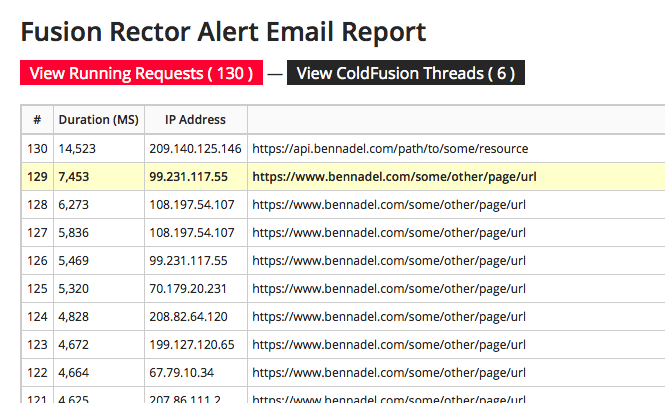 Fusion Rector Alert Email Report
View Running Requests ( 130 ) — View ColdFusion Threads ( 6 )
# Duration (MS) IP Address
130 14,523 209.140.125.146 https://api.bennadel.com/path/to/some/resource
129 7,453 99.231.117.55 https://www.bennadel.com/some/other/page/url
128 6,273 108.197.54.107 https://www.bennadel.com/some/other/page/url
127 5,836 108.197.54.107 https://www.bennadel.com/some/other/page/url
126 5,469 99.231.117.55 https://www.bennadel.com/some/other/page/url
125 5,320 70.179.20.231 https://www.bennadel.com/some/other/page/url
124 4,828 208.82.64.120 https://www.bennadel.com/some/other/page/url
123 4,672 199.127.120.65 https://www.bennadel.com/some/other/page/url
122 4,664 67.79.10.34 https://www.bennadel.com/some/other/page/url
121 4,625 207.86.111.2 https://www.bennadel.com/some/other/page/url